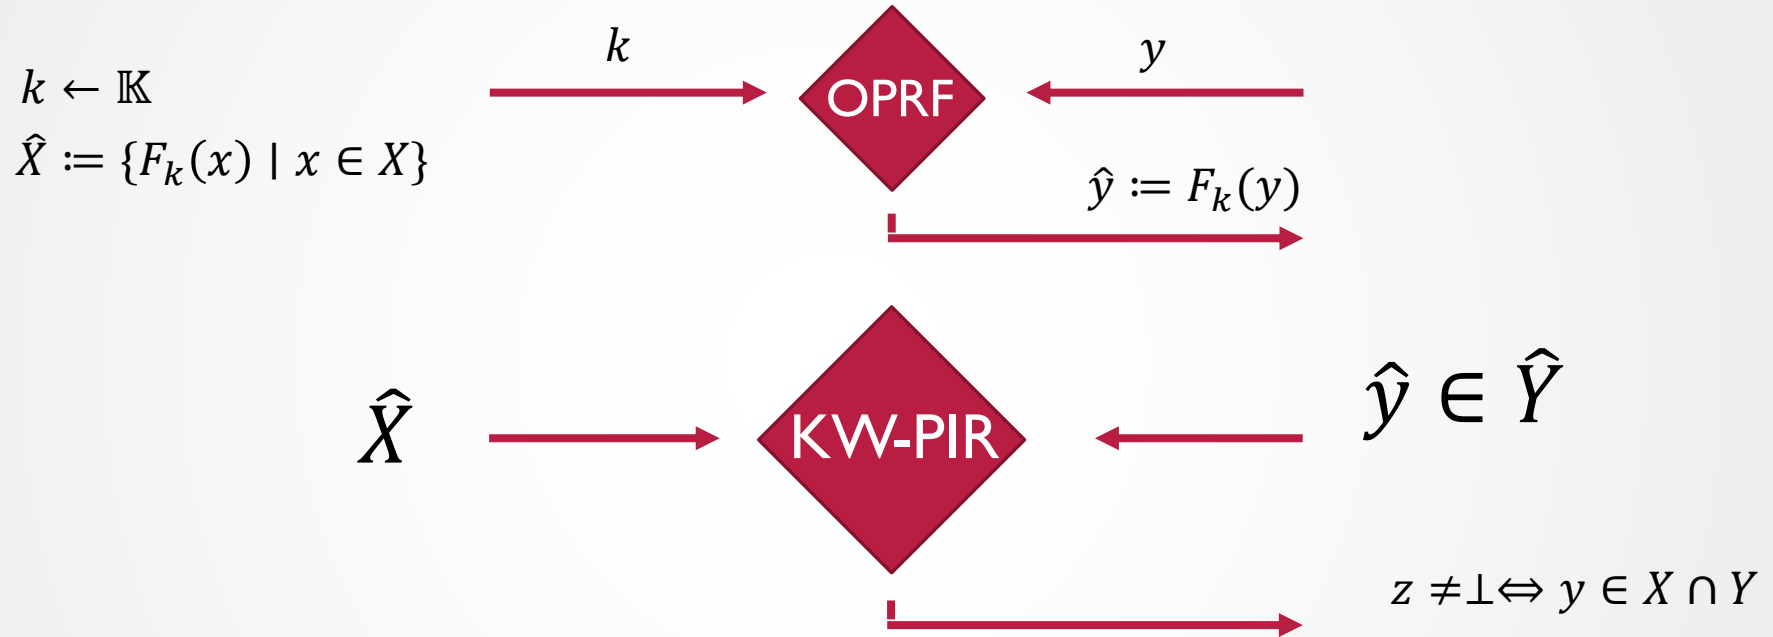 k
y
k ← 𝕂
OPRF
X̂ ≔ {F_k(x) | x ∈ X}
ŷ ≔ F_k(y)
X̂
KW-PIR
ŷ ∈ Ŷ
z ≠⊥⇔ y ∈ X ∩ Y